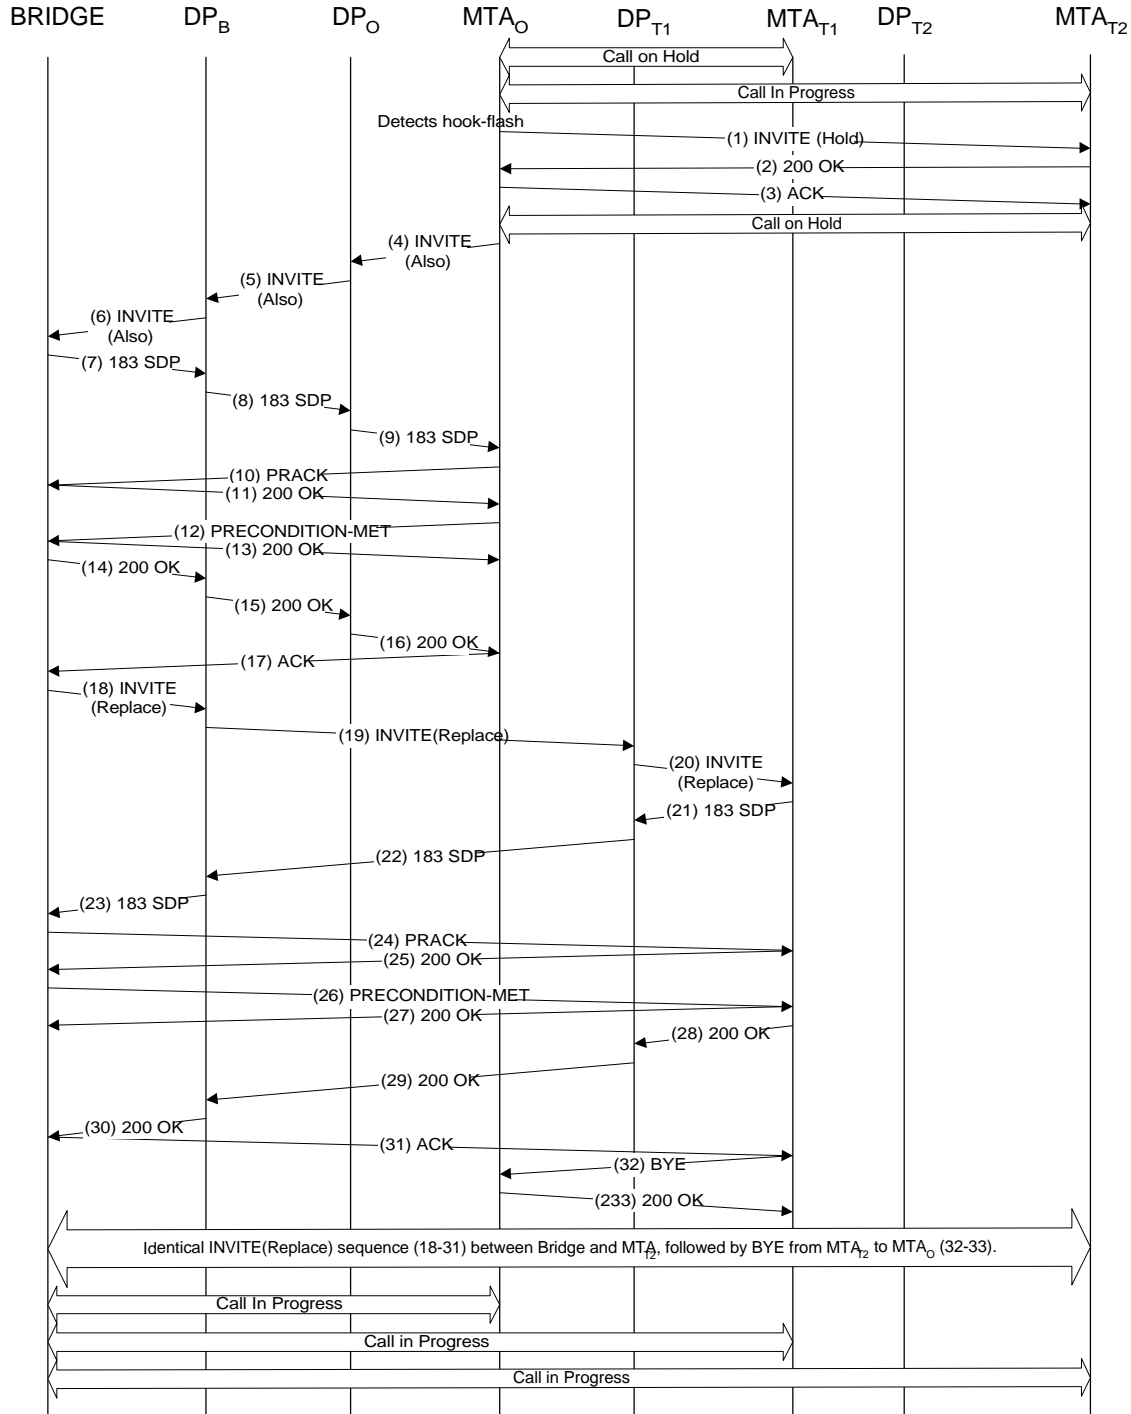 BRIDGE DP_B DP_O MTA_O DP_T1 MTA_T1 DP_T2 MTA_T2
Call on Hold
Call In Progress
Detects hook-flash
(1) INVITE (Hold)
(2) 200 OK
(3) ACK
Call on Hold
(4) INVITE
(Also)
(5) INVITE
(Also)
(6) INVITE
(Also)
(7) 183 SDP
(8) 183 SDP
(9) 183 SDP
(10) PRACK
(11) 200 OK
(12) PRECONDITION-MET
(13) 200 OK
(14) 200 OK
(15) 200 OK
(16) 200 OK
(17) ACK
(18) INVITE
(Replace)
(19) INVITE(Replace)
(20) INVITE
(Replace)
(21) 183 SDP
(22) 183 SDP
(23) 183 SDP
(24) PRACK
(25) 200 OK
(26) PRECONDITION-MET
(27) 200 OK
(28) 200 OK
(29) 200 OK
(30) 200 OK
(31) ACK
(32) BYE
(233) 200 OK
Identical INVITE(Replace) sequence (18-31) between Bridge and MTA_T2, followed by BYE from MTA_T2 to MTA_O (32-33).
Call In Progress
Call in Progress
Call in Progress